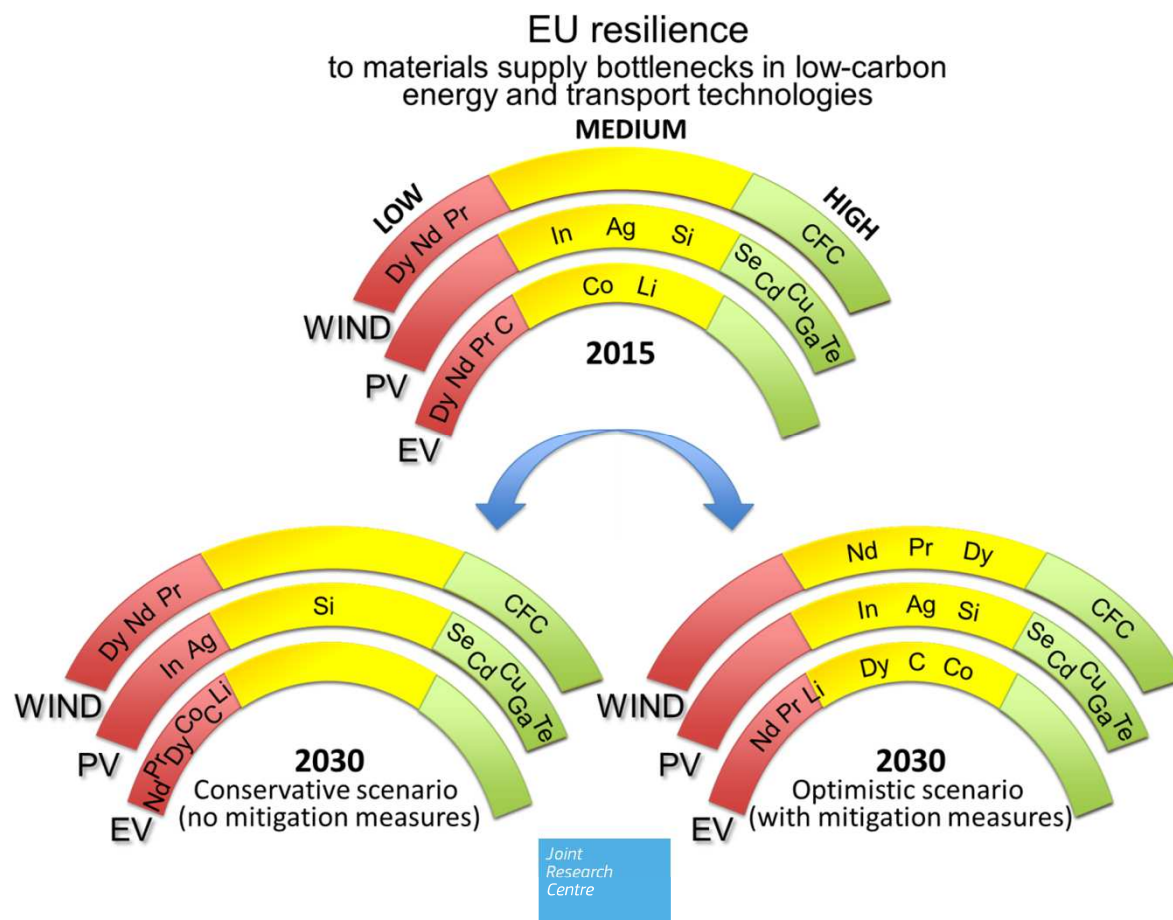 EU resilience
to materials supply bottlenecks in low-carbon
energy and transport technologies
MEDIUM
LOW
HIGH
Dy Nd Pr
CFC
WIND
In Ag Si
Se Cd Cu Ga Te
PV
Co Li
Dy Nd Pr C
EV
2015
Dy Nd Pr
CFC
WIND
In Ag
Si
Se Cd Cu Ga Te
PV
Nd Pr Dy Co C Li
EV
2030
Conservative scenario
(no mitigation measures)
Nd Pr Dy
CFC
WIND
In Ag Si
Se Cd Cu Ga Te
PV
Nd Pr Li
Dy C Co
EV
2030
Optimistic scenario
(with mitigation measures)
Joint
Research
Centre